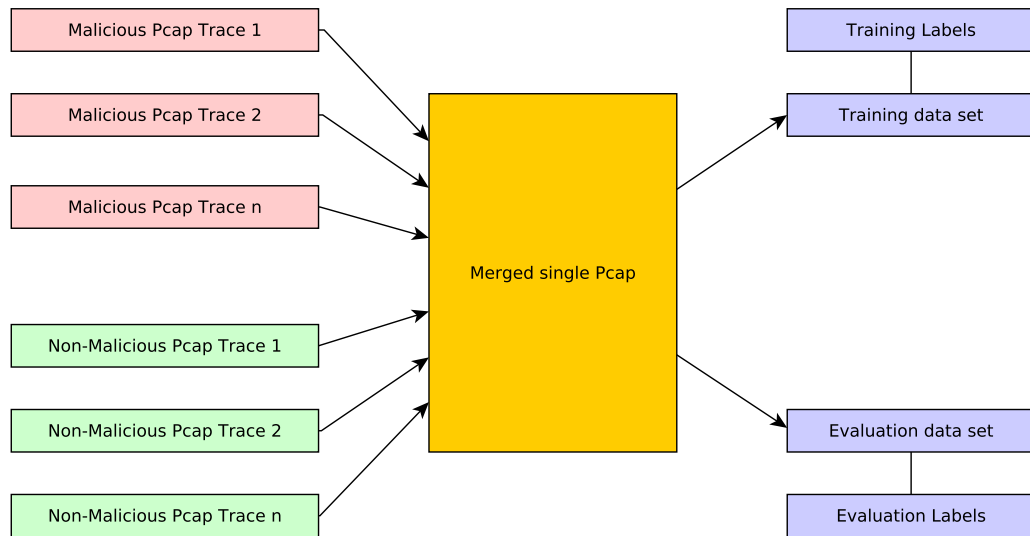 Malicious Pcap Trace 1
Malicious Pcap Trace 2
Malicious Pcap Trace n
Non-Malicious Pcap Trace 1
Non-Malicious Pcap Trace 2
Non-Malicious Pcap Trace n
Merged single Pcap
Training Labels
Training data set
Evaluation data set
Evaluation Labels